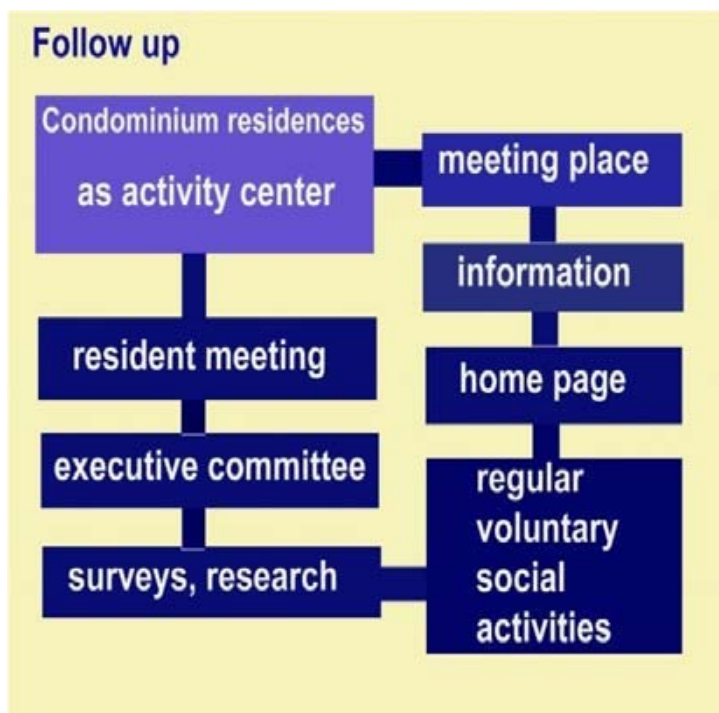 Follow up
Condominium residences
as activity center
meeting place
information
resident meeting
home page
executive committee
surveys, research
regular
voluntary
social
activities